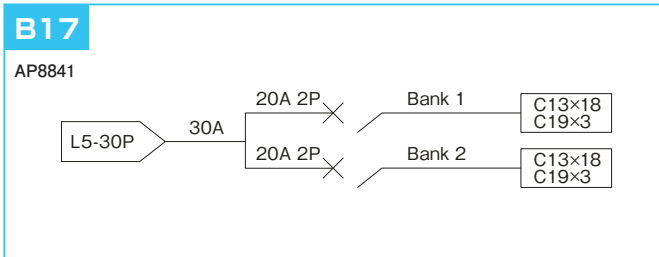 B17
AP8841
L5-30P
30A
20A 2P
Bank 1
C13×18
C19×3
20A 2P
Bank 2
C13×18
C19×3